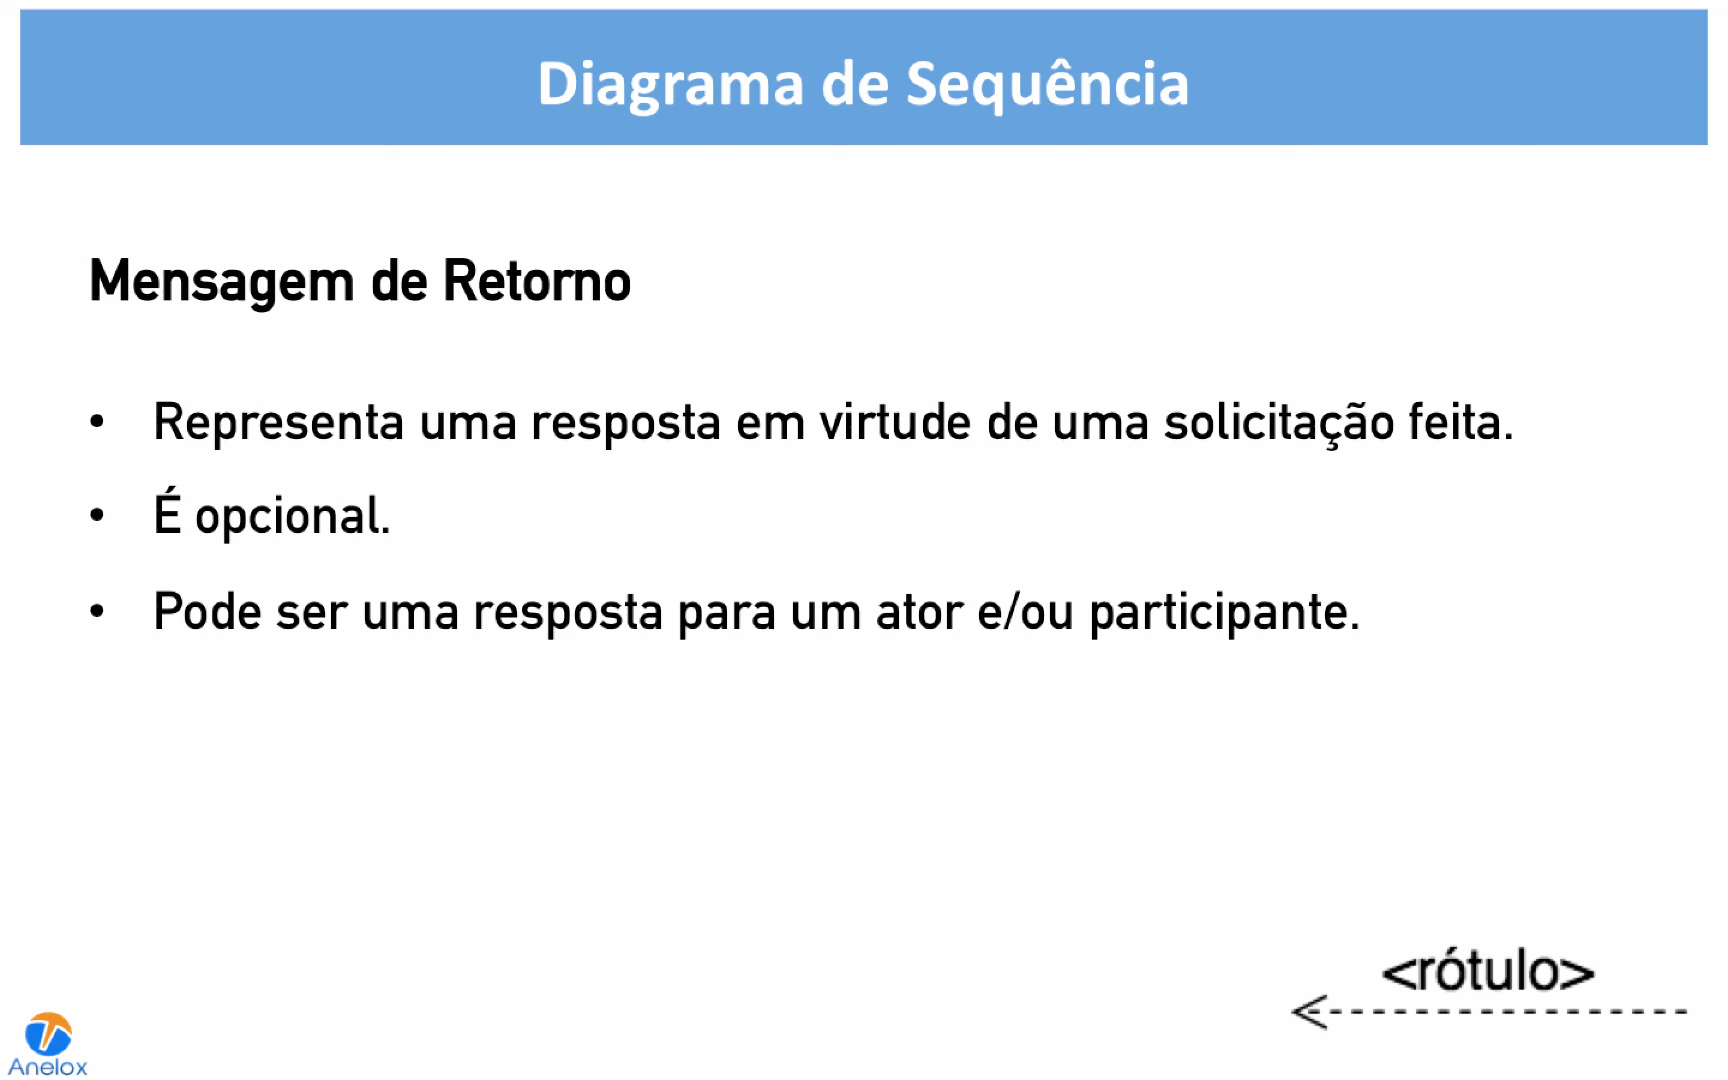 Diagrama de Sequência
Mensagem de Retorno
• Representa uma resposta em virtude de uma solicitação feita.
• É opcional.
• Pode ser uma resposta para um ator e/ou participante.
<rótulo>
Anelox